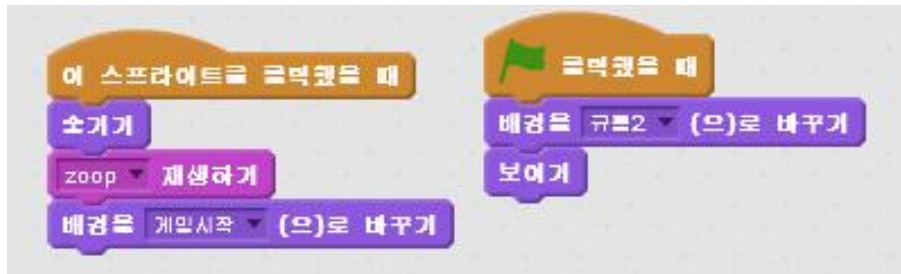 이 스프라이트를 클릭했을 때
숨기기
zoop 재생하기
배경을 게임시작 (으)로 바꾸기
클릭했을 때
배경을 규틀2 (으)로 바꾸기
보이기